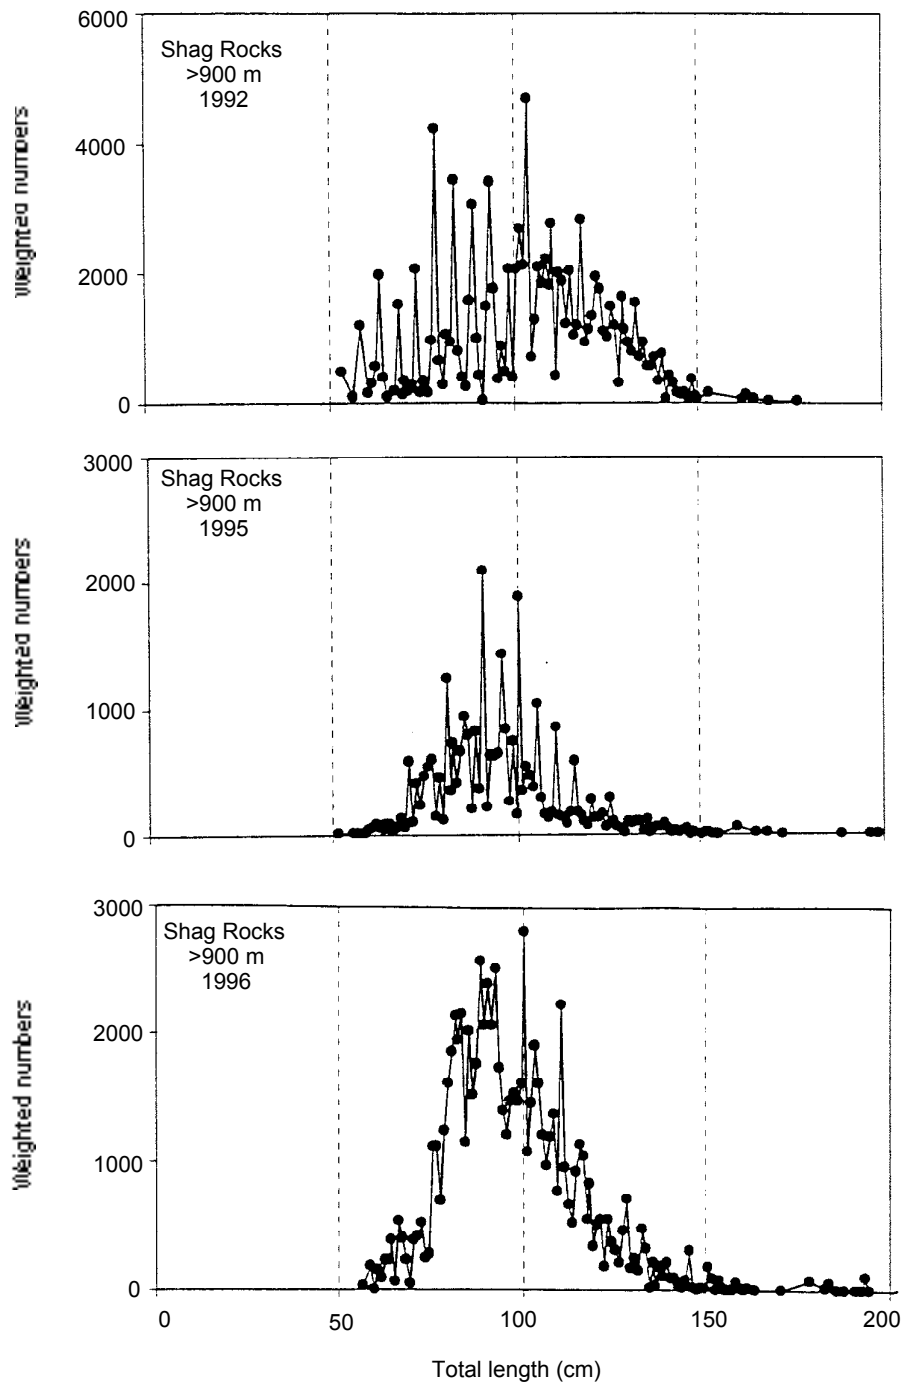 6000
Shag Rocks
>900 m
1992
Weighted numbers
4000
2000
0
3000
Shag Rocks
>900 m
1995
Weighted numbers
2000
1000
0
3000
Shag Rocks
>900 m
1996
Weighted numbers
2000
1000
0
0 50 100 150 200
Total length (cm)